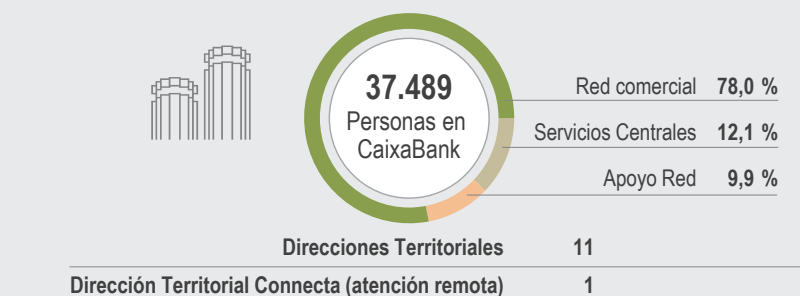 37.489
Personas en
CaixaBank
Red comercial 78,0 %
Servicios Centrales 12,1 %
Apoyo Red 9,9 %
Direcciones Territoriales 11
Dirección Territorial Connecta (atención remota) 1